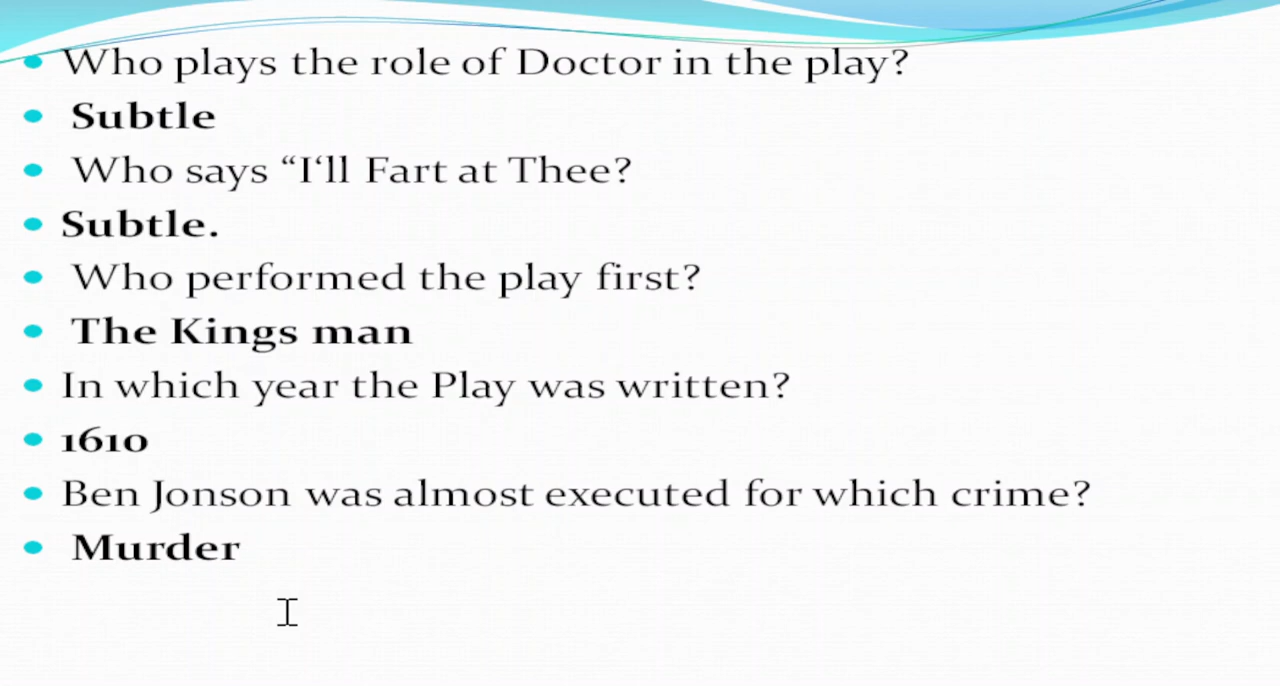 Who plays the role of Doctor in the play?
Subtle
Who says “I‘ll Fart at Thee?
Subtle.
Who performed the play first?
The Kings man
In which year the Play was written?
1610
Ben Jonson was almost executed for which crime?
Murder